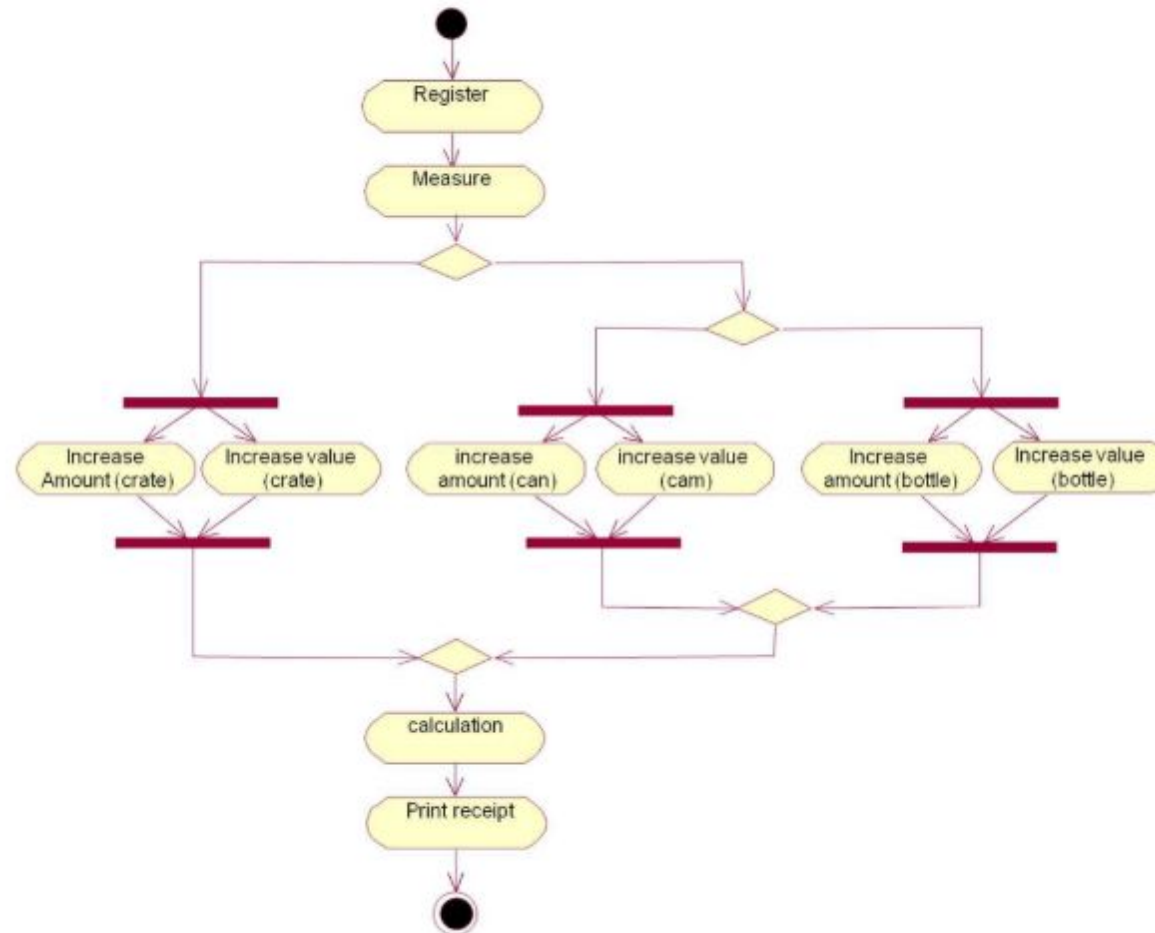 Register
Measure
Increase
Amount (crate)
Increase value
(crate)
increase
amount (can)
increase value
(cam)
Increase
amount (bottle)
Increase value
(bottle)
calculation
Print receipt